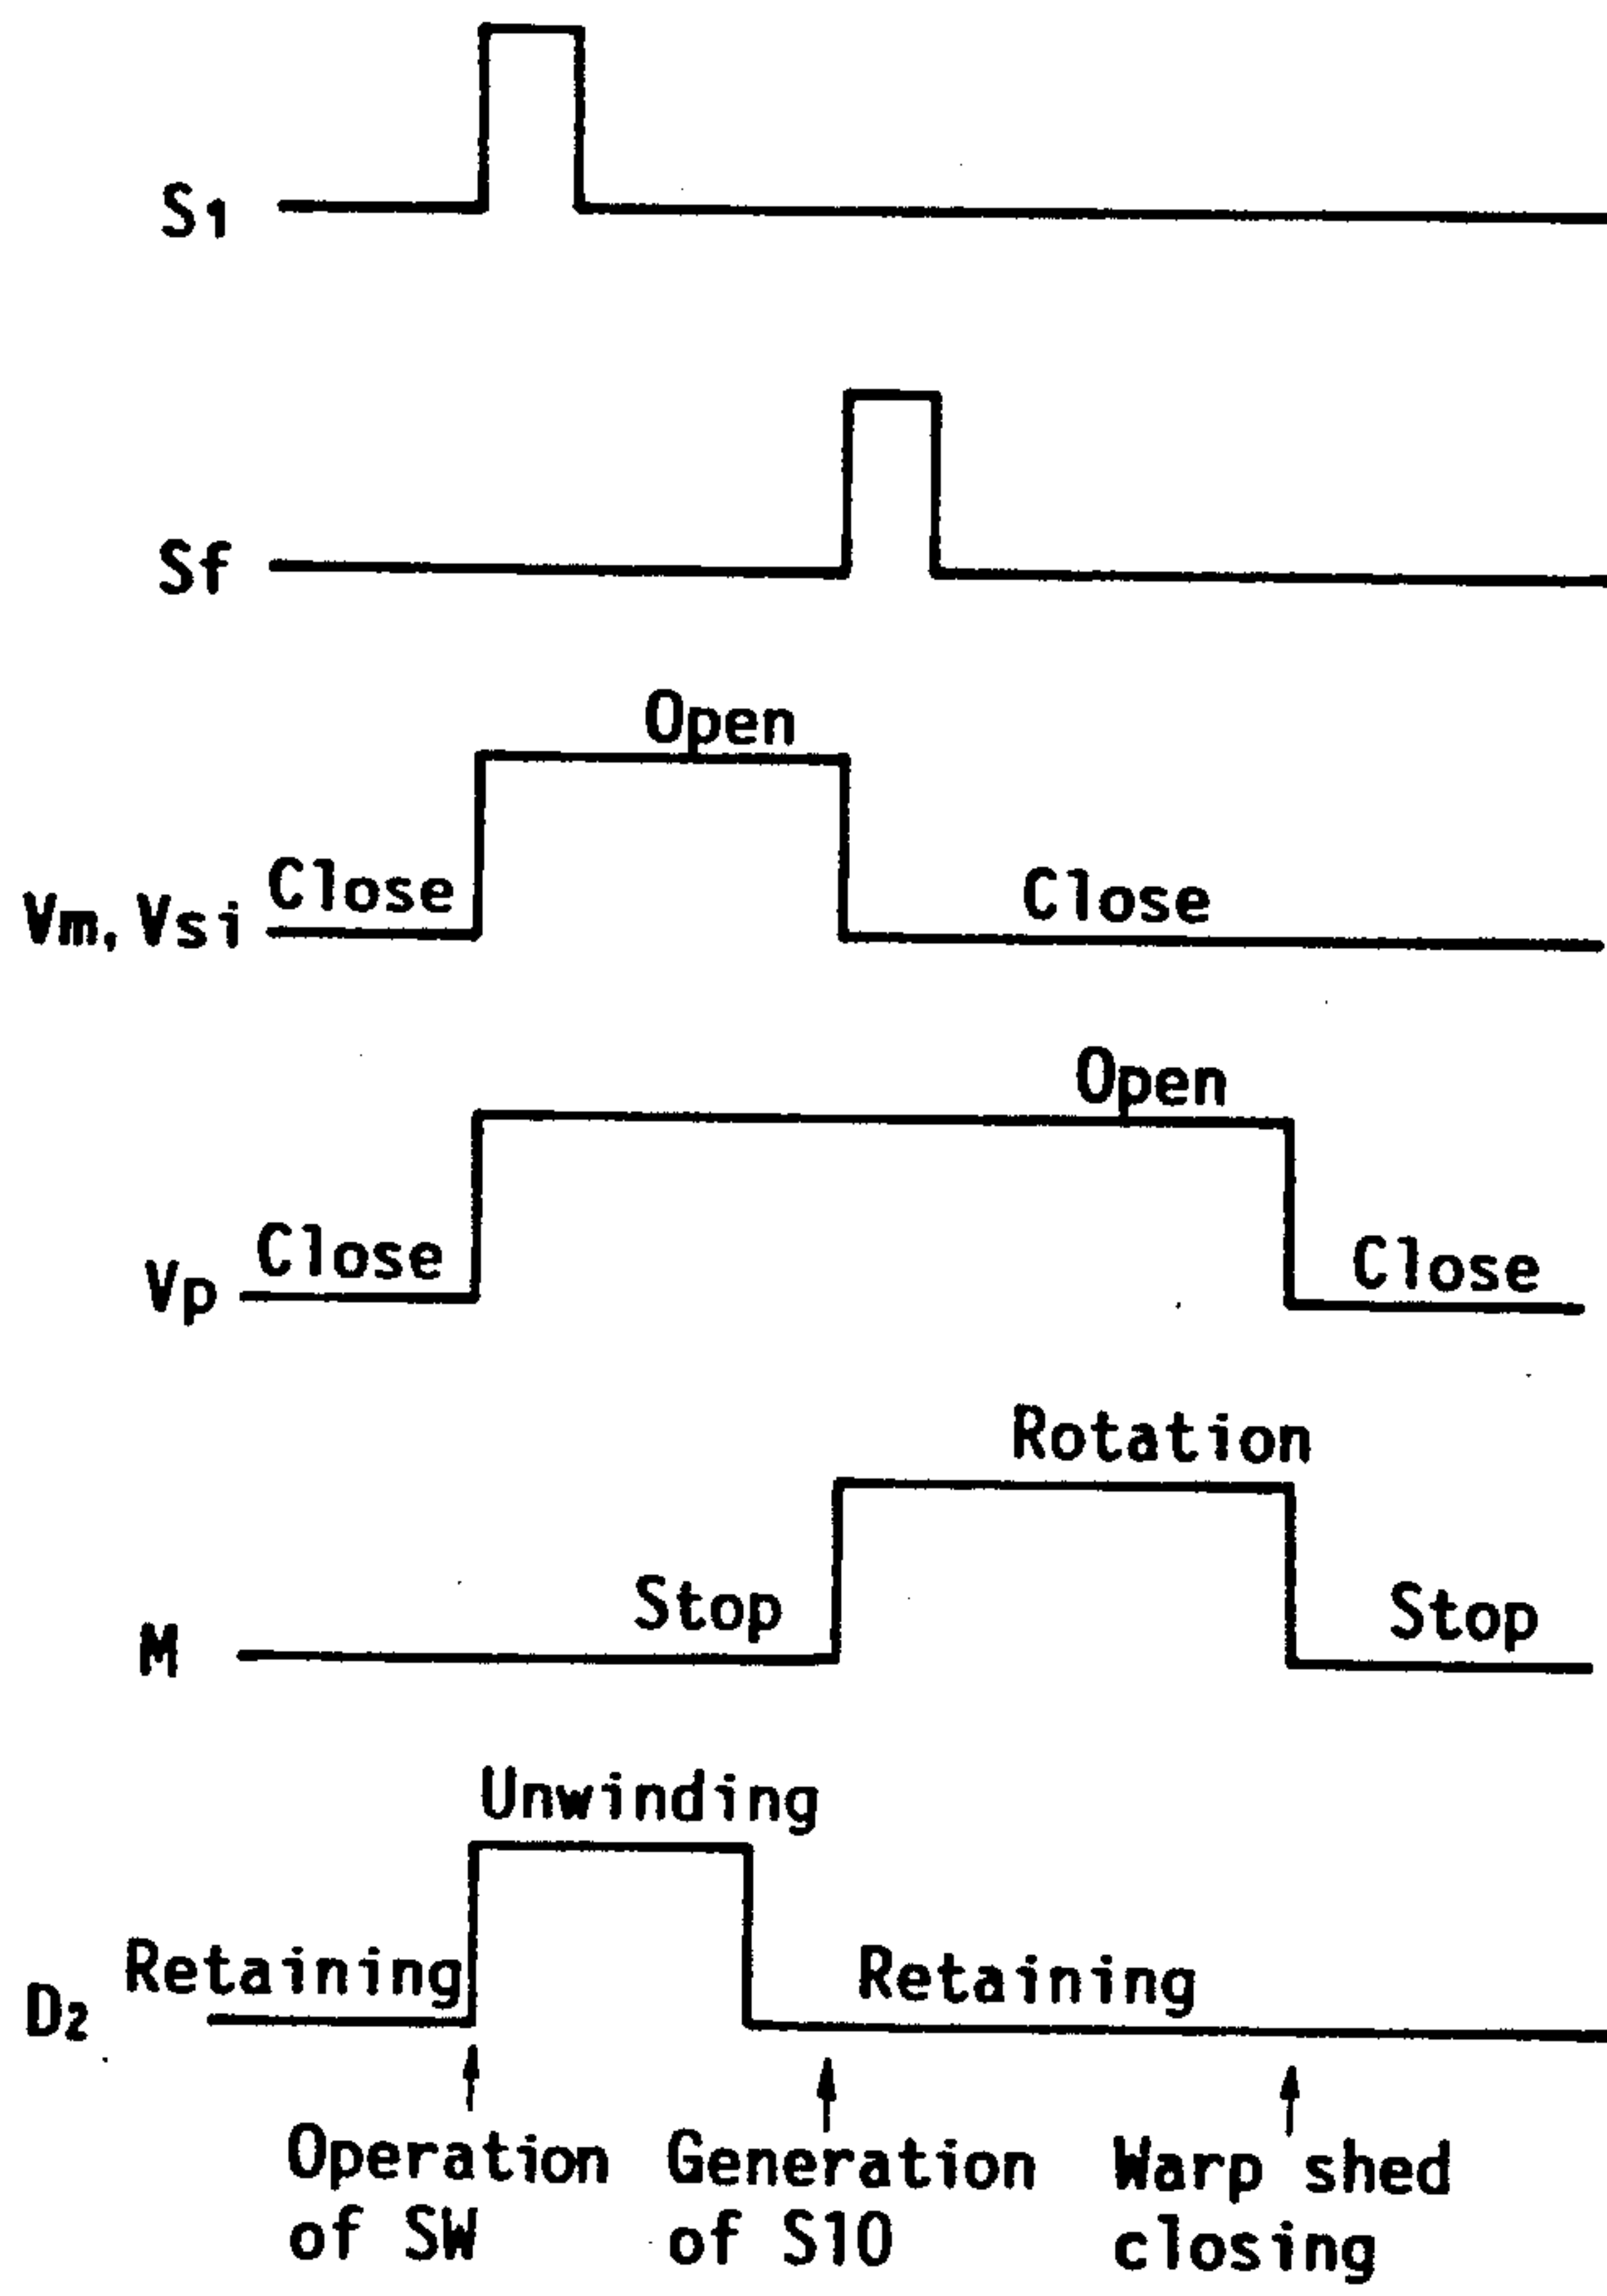 S1
Sf
Open
Close
Close
Vm, Vsi
Open
Close
Close
Vp
Rotation
Stop
Stop
M
Unwinding
Retaining
Retaining
D2
Operation
of SW
Generation
of S10
Warp shed
closing